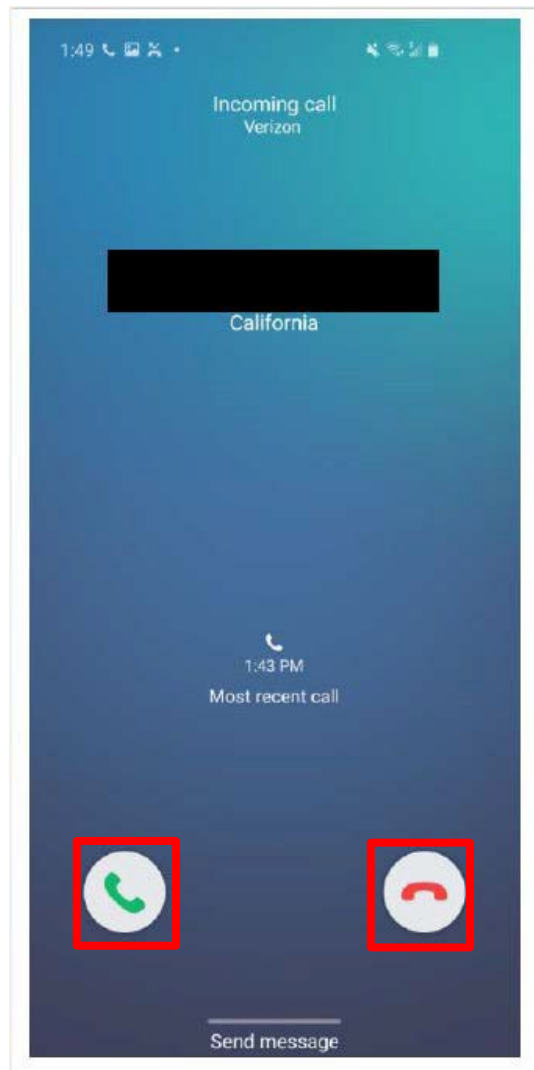 1:49
Incoming call
Verizon
California
1:43 PM
Most recent call
Send message